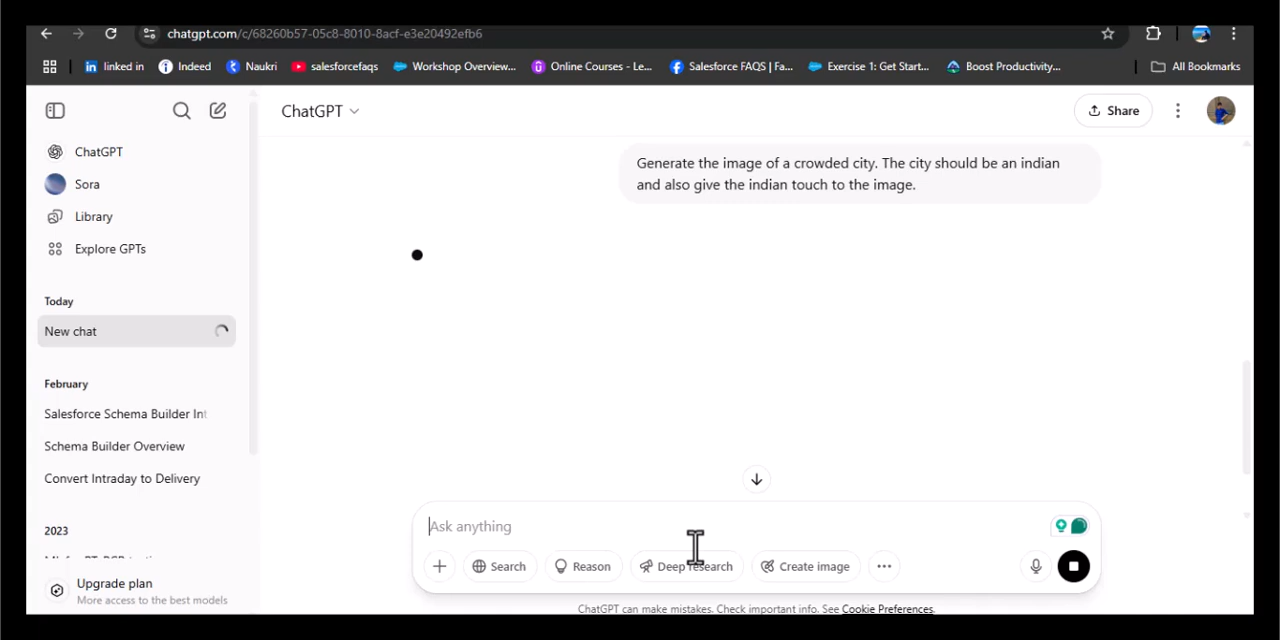 chatgpt.com/c/68260b57-05c8-8010-8acf-e3e20492efb6
linked in
Indeed
Naukri
salesforcefaqs
Workshop Overview...
Online Courses - Le...
Salesforce FAQS | Fa...
Exercise 1: Get Start...
Boost Productivity...
All Bookmarks
ChatGPT
Share
ChatGPT
Sora
Library
Explore GPTs
Today
New chat
February
Salesforce Schema Builder Int
Schema Builder Overview
Convert Intraday to Delivery
2023
Upgrade plan
More access to the best models
Generate the image of a crowded city. The city should be an indian
and also give the indian touch to the image.
Ask anything
Search
Reason
Deep research
Create image
ChatGPT can make mistakes. Check important info. See Cookie Preferences.